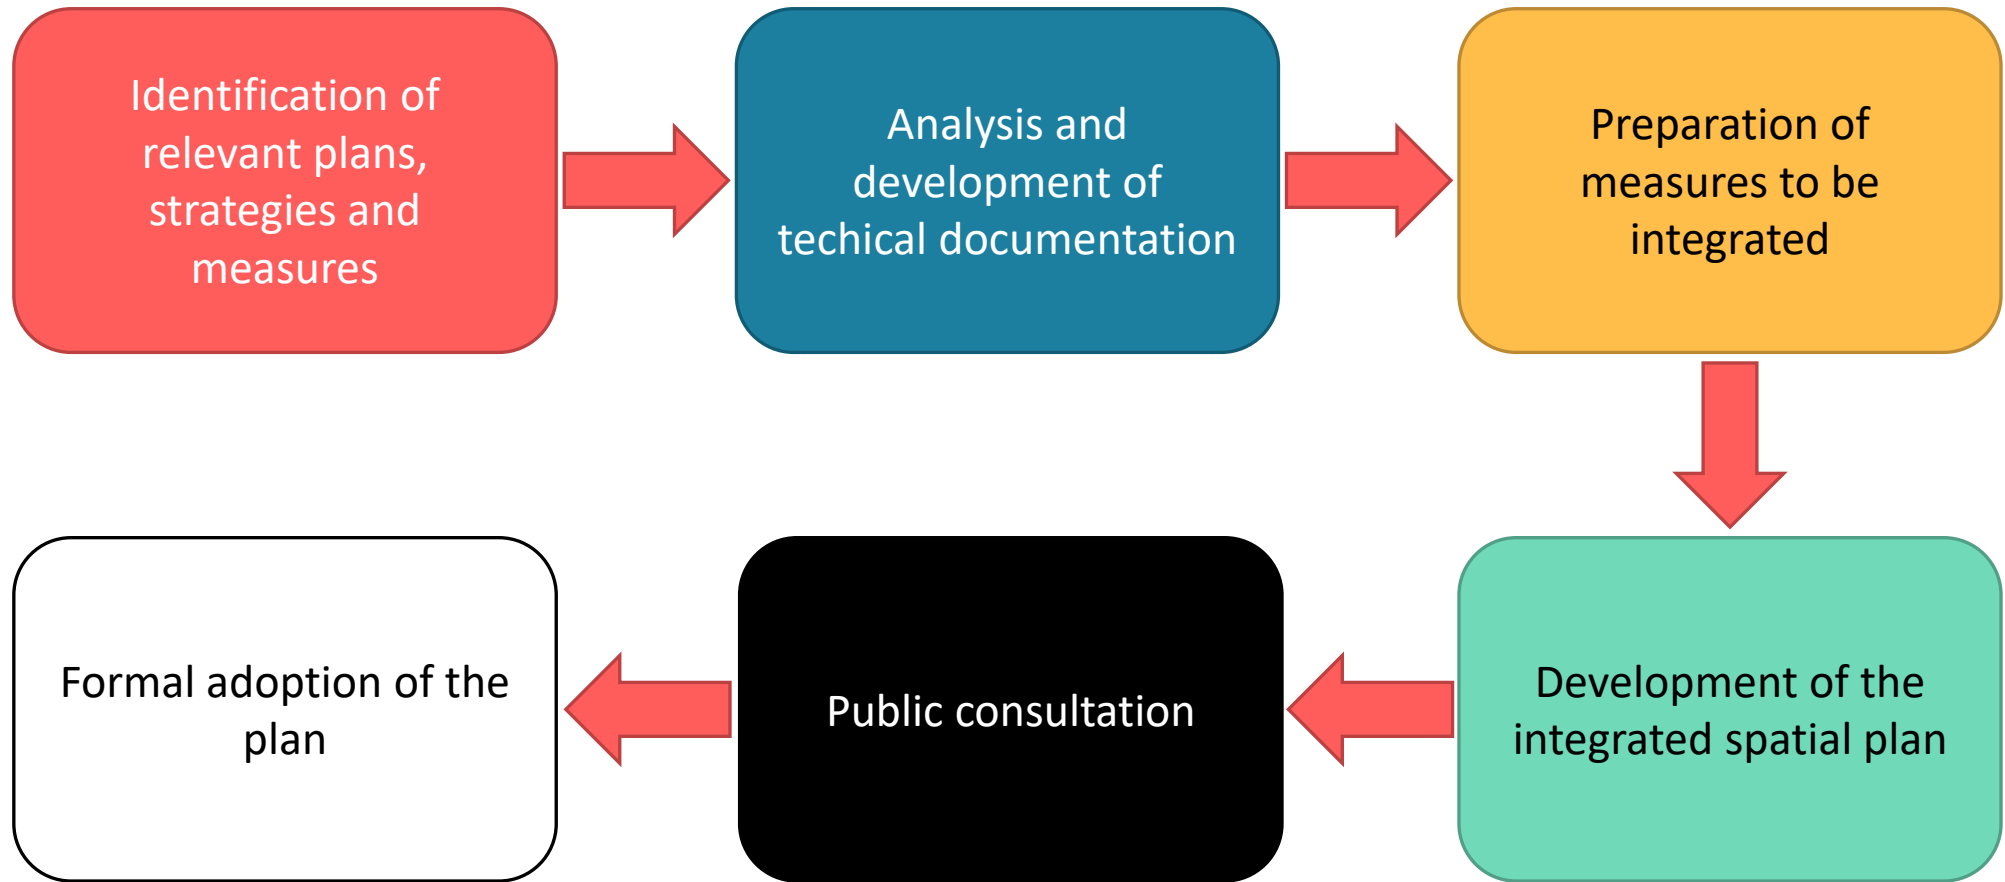 Identification of
relevant plans,
strategies and
measures
Analysis and
development of
techical documentation
Preparation of
measures to be
integrated
Development of the
integrated spatial plan
Public consultation
Formal adoption of the
plan